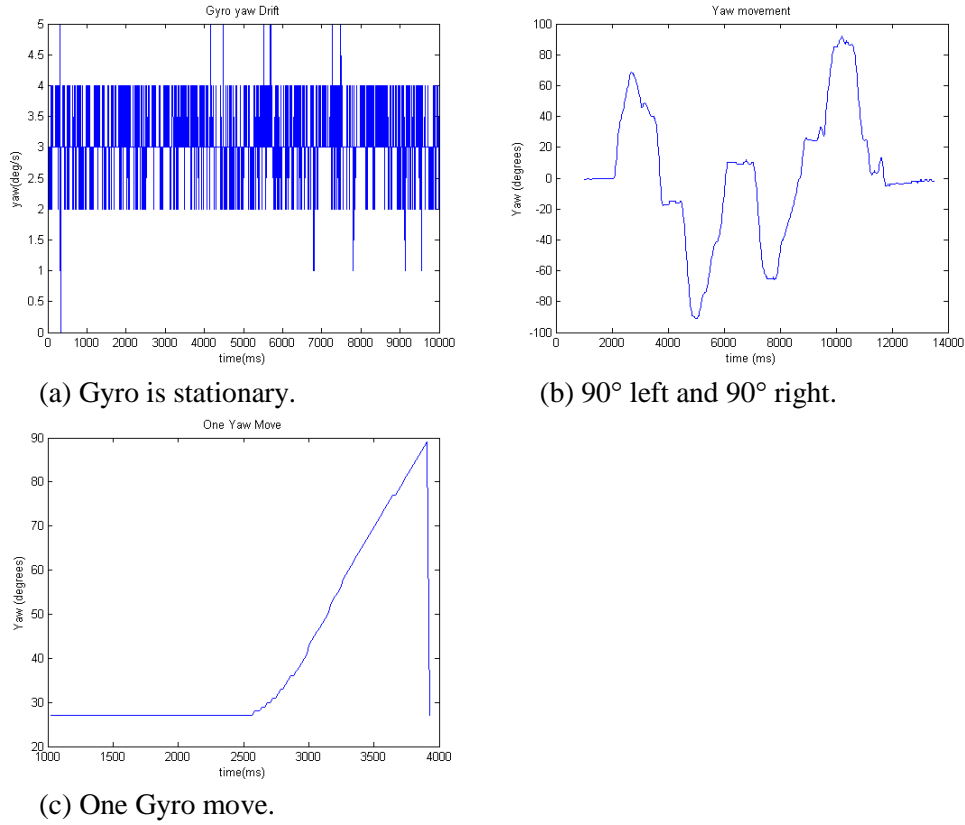 Gyro yaw Drift
yaw(deg/s)
5
4.5
4
3.5
3
2.5
2
1.5
1
0.5
0
0 1000 2000 3000 4000 5000 6000 7000 8000 9000 10000
time(ms)
(a) Gyro is stationary.
Yaw movement
Yaw (degrees)
100
80
60
40
20
0
-20
-40
-60
-80
-100
0 2000 4000 6000 8000 10000 12000 14000
time (ms)
(b) 90° left and 90° right.
One Yaw Move
Yaw (degrees)
90
80
70
60
50
40
30
20
1000 1500 2000 2500 3000 3500 4000
time(ms)
(c) One Gyro move.